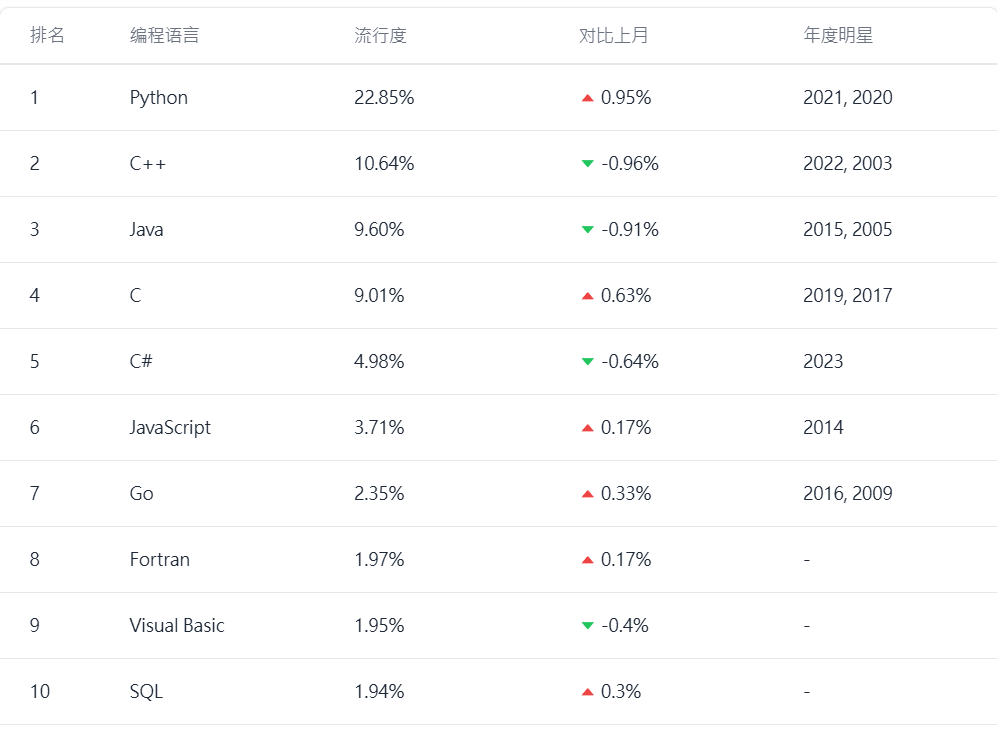 排名 编程语言 流行度 对比上月 年度明星
1 Python 22.85% 0.95% 2021, 2020
2 C++ 10.64% -0.96% 2022, 2003
3 Java 9.60% -0.91% 2015, 2005
4 C 9.01% 0.63% 2019, 2017
5 C# 4.98% -0.64% 2023
6 JavaScript 3.71% 0.17% 2014
7 Go 2.35% 0.33% 2016, 2009
8 Fortran 1.97% 0.17% -
9 Visual Basic 1.95% -0.4% -
10 SQL 1.94% 0.3% -